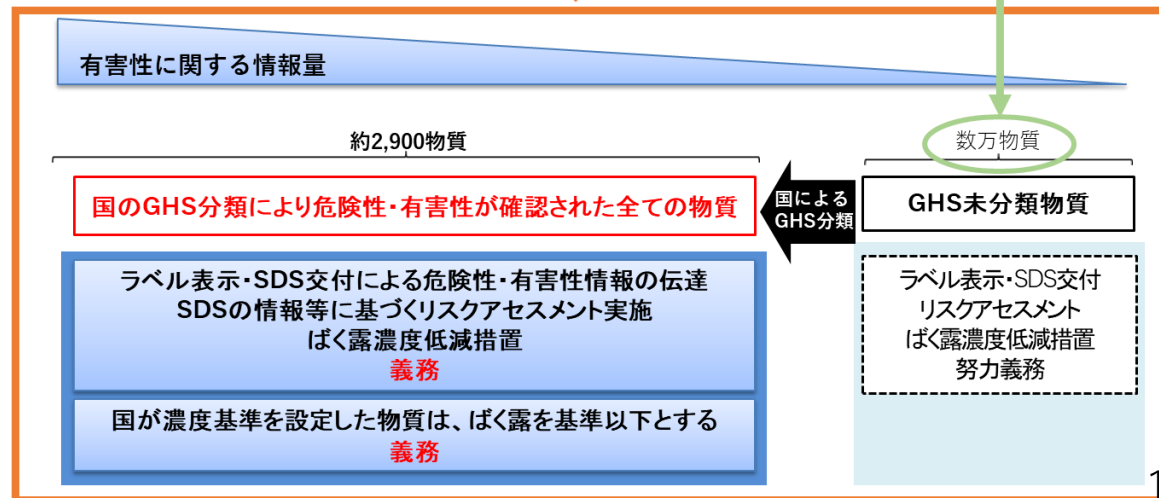 有害性に関する情報量
約2,900物質
数万物質
国のGHS分類により危険性・有害性が確認された全ての物質
国による
GHS分類
GHS未分類物質
ラベル表示・SDS交付による危険性・有害性情報の伝達
SDSの情報等に基づくリスクアセスメント実施
ばく露濃度低減措置
義務
国が濃度基準を設定した物質は、ばく露を基準以下とする
義務
ラベル表示・SDS交付
リスクアセスメント
ばく露濃度低減措置
努力義務
1